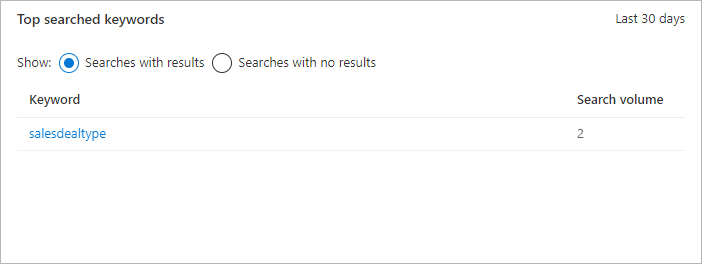 Top searched keywords Last 30 days
Show: Searches with results Searches with no results
Keyword Search volume
salesdealtype 2